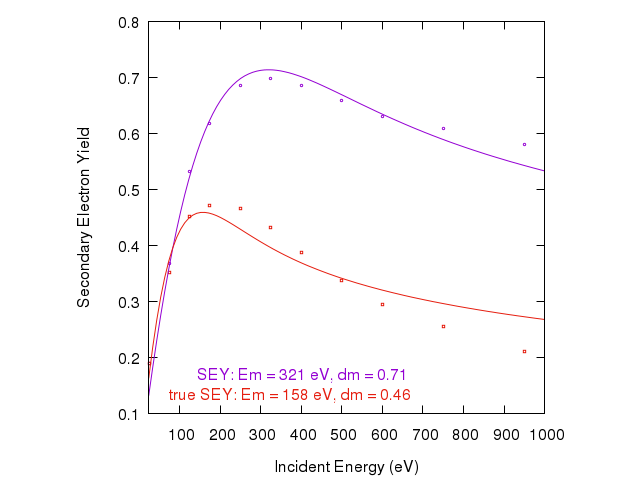 0.8
0.7
0.6
0.5
0.4
0.3
0.2
0.1
Secondary Electron Yield
SEY: Em = 321 eV, dm = 0.71
true SEY: Em = 158 eV, dm = 0.46
100 200 300 400 500 600 700 800 900 1000
Incident Energy (eV)